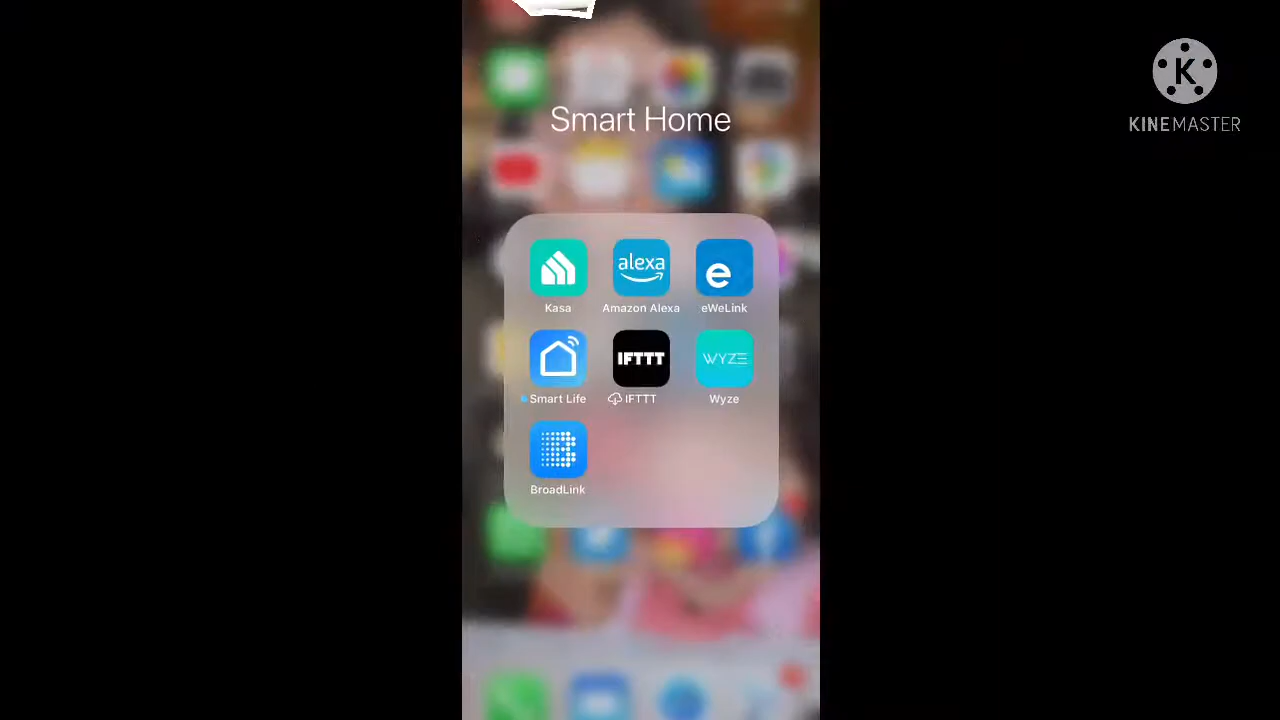 Smart Home
alexa
e
Kasa
Amazon Alexa
eWeLink
IFTTT
WYZE
Smart Life
IFTTT
Wyze
B
BroadLink
K
KINEMASTER